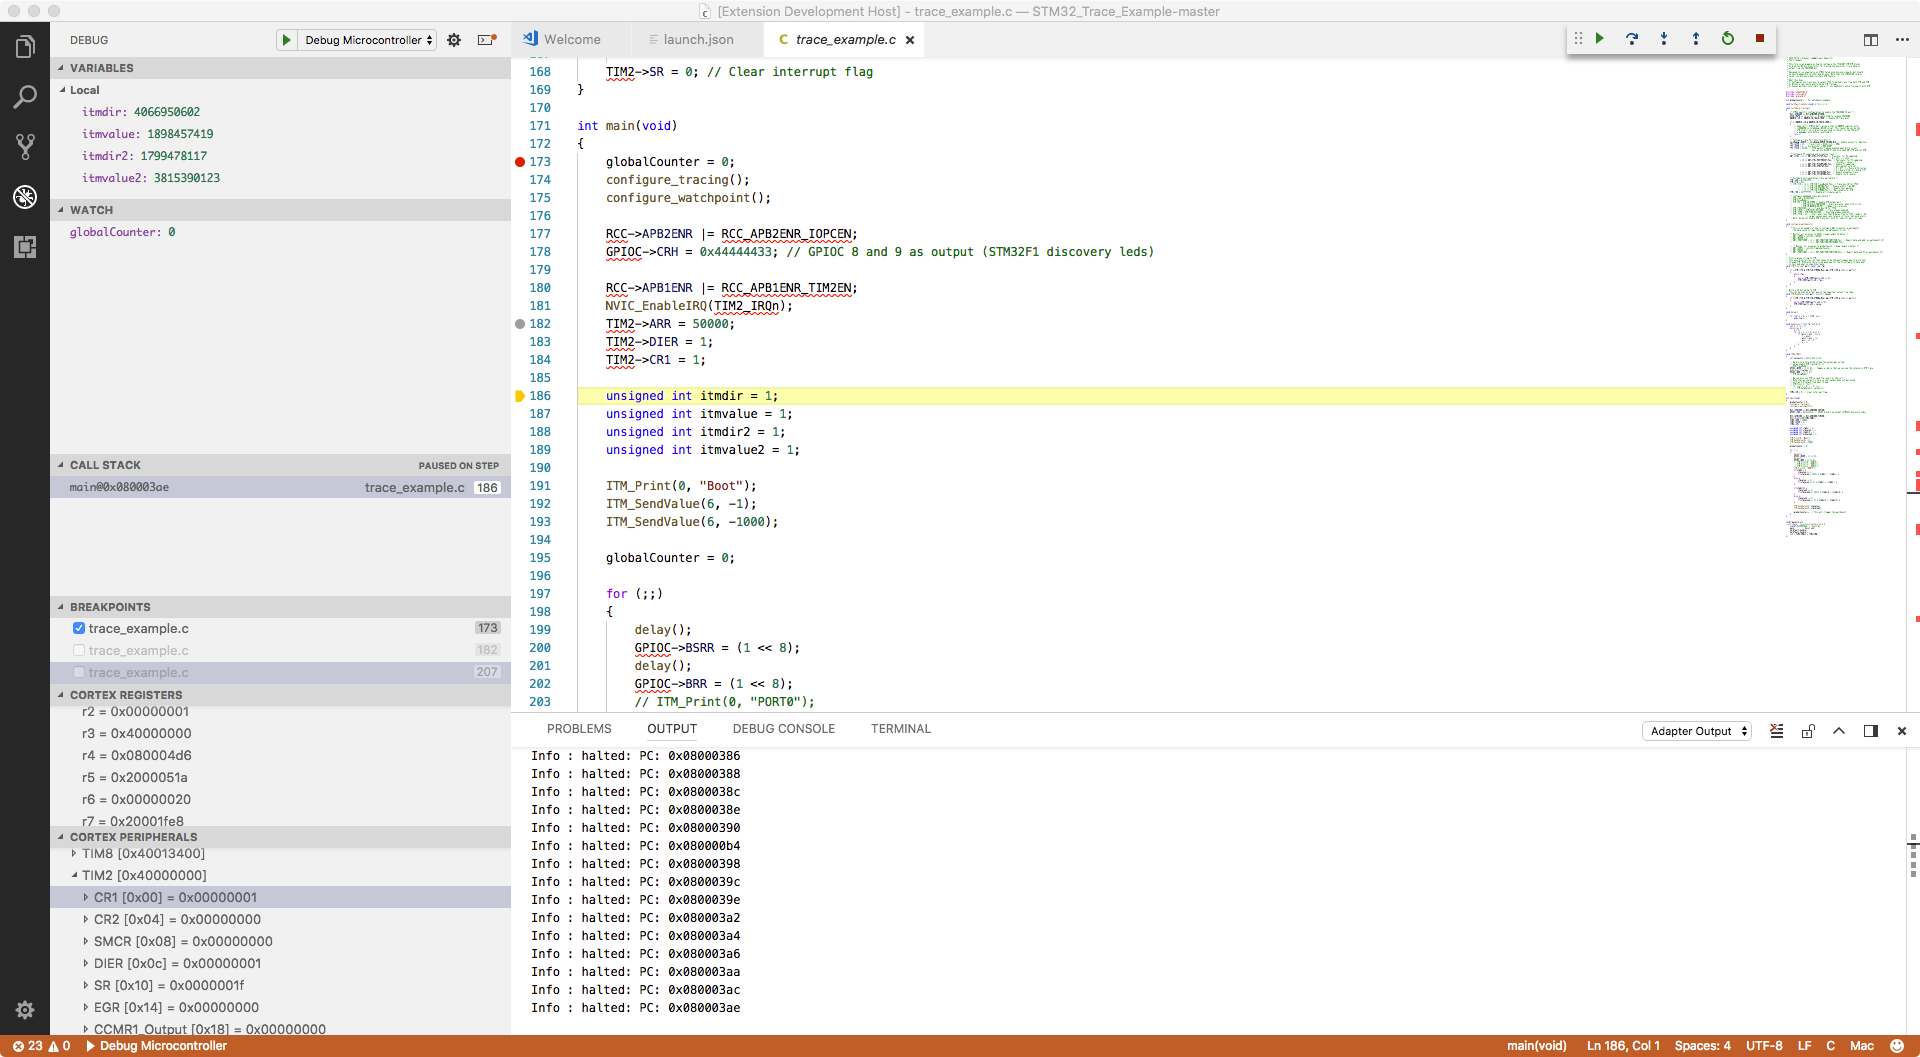 [Extension Development Host] - trace_example.c — STM32_Trace_Example-master
DEBUG
Debug Microcontroller
Welcome
launch.json
C trace_example.c
VARIABLES
Local
itmdir: 4066950602
itmvalue: 1898457419
itmdir2: 1799478117
itmvalue2: 3815390123
WATCH
globalCounter: 0
CALL STACK
PAUSED ON STEP
main@0x080003ae
trace_example.c 186
BREAKPOINTS
trace_example.c 173
trace_example.c 182
trace_example.c 207
CORTEX REGISTERS
r2 = 0x00000001
r3 = 0x40000000
r4 = 0x080004d6
r5 = 0x2000051a
r6 = 0x00000020
r7 = 0x20001fe8
CORTEX PERIPHERALS
TIM8 [0x40013400]
TIM2 [0x40000000]
CR1 [0x00] = 0x00000001
CR2 [0x04] = 0x00000000
SMCR [0x08] = 0x00000000
DIER [0x0c] = 0x00000001
SR [0x10] = 0x0000001f
EGR [0x14] = 0x00000000
CCMR1_Output [0x18] = 0x00000000
168 TIM2->SR = 0; // Clear interrupt flag
169 }
170
171 int main(void)
172 {
173 globalCounter = 0;
174 configure_tracing();
175 configure_watchpoint();
176
177 RCC->APB2ENR |= RCC_APB2ENR_IOPCEN;
178 GPIOC->CRH = 0x44444433; // GPIOC 8 and 9 as output (STM32F1 discovery leds)
179
180 RCC->APB1ENR |= RCC_APB1ENR_TIM2EN;
181 NVIC_EnableIRQ(TIM2_IRQn);
182 TIM2->ARR = 50000;
183 TIM2->DIER = 1;
184 TIM2->CR1 = 1;
185
186 unsigned int itmdir = 1;
187 unsigned int itmvalue = 1;
188 unsigned int itmdir2 = 1;
189 unsigned int itmvalue2 = 1;
190
191 ITM_Print(0, "Boot");
192 ITM_SendValue(6, -1);
193 ITM_SendValue(6, -1000);
194
195 globalCounter = 0;
196
197 for (;;)
198 {
199 delay();
200 GPIOC->BSRR = (1 << 8);
201 delay();
202 GPIOC->BRR = (1 << 8);
203 // ITM_Print(0, "PORT0");
PROBLEMS OUTPUT DEBUG CONSOLE TERMINAL
Adapter Output
Info : halted: PC: 0x08000386
Info : halted: PC: 0x08000388
Info : halted: PC: 0x0800038c
Info : halted: PC: 0x0800038e
Info : halted: PC: 0x08000390
Info : halted: PC: 0x080000b4
Info : halted: PC: 0x08000398
Info : halted: PC: 0x0800039c
Info : halted: PC: 0x0800039e
Info : halted: PC: 0x080003a2
Info : halted: PC: 0x080003a4
Info : halted: PC: 0x080003a6
Info : halted: PC: 0x080003aa
Info : halted: PC: 0x080003ac
Info : halted: PC: 0x080003ae
23 0 Debug Microcontroller
main(void) Ln 186, Col 1 Spaces: 4 UTF-8 LF C Mac